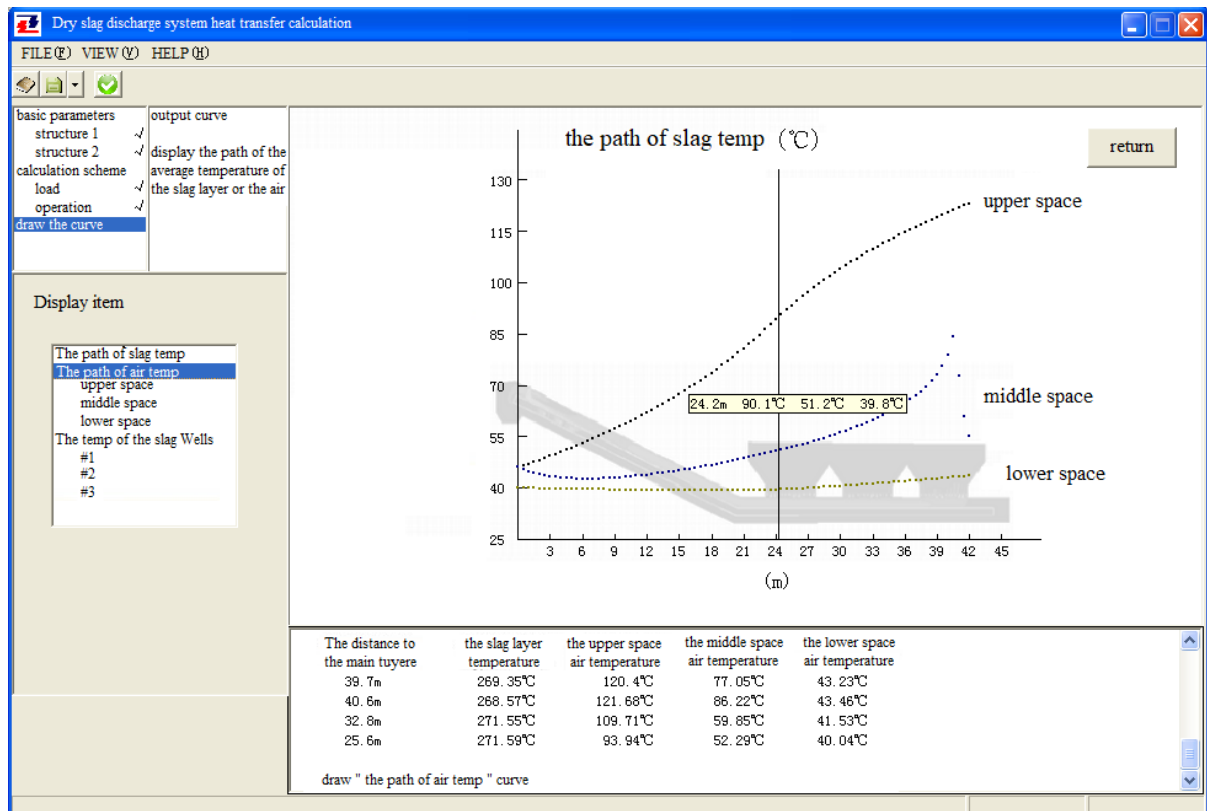 Dry slag discharge system heat transfer calculation
FILE(F) VIEW(V) HELP(H)
basic parameters
structure 1 √
structure 2 √
calculation scheme
load √
operation √
draw the curve
output curve
display the path of the
average temperature of
the slag layer or the air
Display item
The path of slag temp
The path of air temp
upper space
middle space
lower space
The temp of the slag Wells
#1
#2
#3
the path of slag temp (℃)
return
130
115
100
85
70
55
40
25
upper space
middle space
lower space
24.2m 90.1℃ 51.2℃ 39.8℃
3 6 9 12 15 18 21 24 27 30 33 36 39 42 45
(m)
The distance to the slag layer the upper space the middle space the lower space
the main tuyere temperature air temperature air temperature air temperature
39.7m 269.35℃ 120.4℃ 77.05℃ 43.23℃
40.6m 268.57℃ 121.68℃ 86.22℃ 43.46℃
32.8m 271.55℃ 109.71℃ 59.85℃ 41.53℃
25.6m 271.59℃ 93.94℃ 52.29℃ 40.04℃
draw " the path of air temp " curve